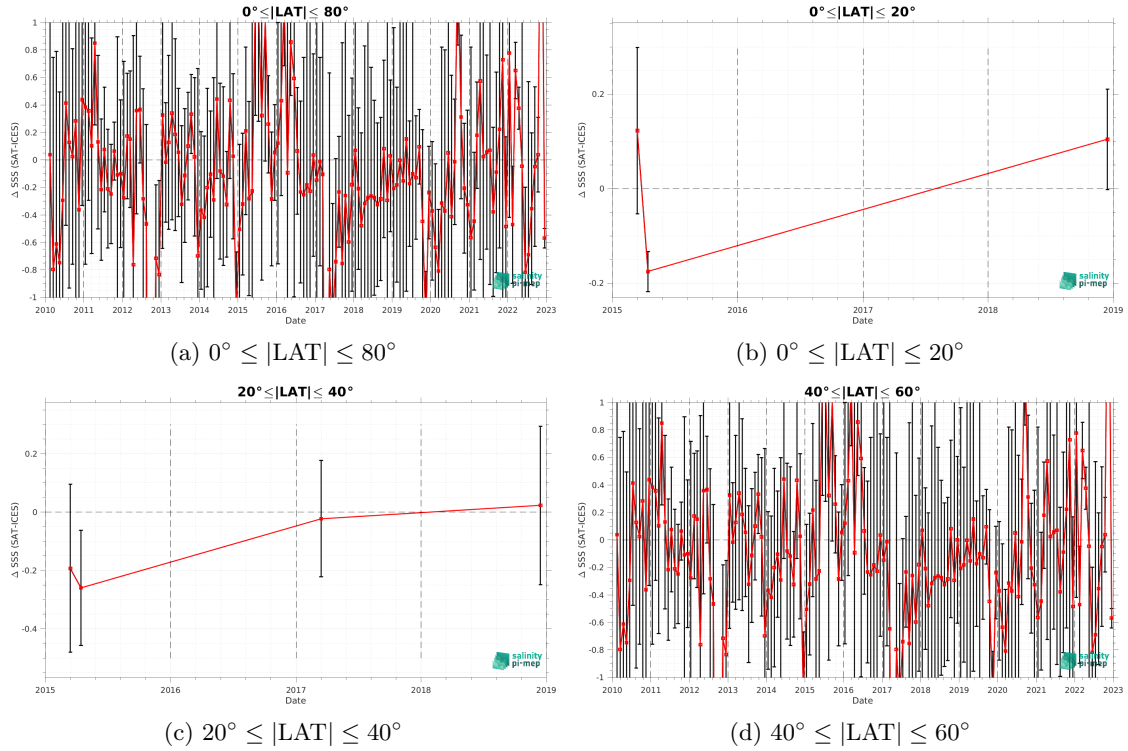 0°≤|LAT|≤ 80°
Δ SSS (SAT-ICES)
1
0.8
0.6
0.4
0.2
0
-0.2
-0.4
-0.6
-0.8
-1
2010 2011 2012 2013 2014 2015 2016 2017 2018 2019 2020 2021 2022 2023
Date
salinity
pi-mep
(a) 0° ≤ |LAT| ≤ 80°
0°≤|LAT|≤ 20°
Δ SSS (SAT-ICES)
0.2
0
-0.2
2015 2016 2017 2018 2019
Date
salinity
pi-mep
(b) 0° ≤ |LAT| ≤ 20°
20°≤|LAT|≤ 40°
Δ SSS (SAT-ICES)
0.2
0
-0.2
-0.4
2015 2016 2017 2018 2019
Date
salinity
pi-mep
(c) 20° ≤ |LAT| ≤ 40°
40°≤|LAT|≤ 60°
Δ SSS (SAT-ICES)
1
0.8
0.6
0.4
0.2
0
-0.2
-0.4
-0.6
-0.8
-1
2010 2011 2012 2013 2014 2015 2016 2017 2018 2019 2020 2021 2022 2023
Date
salinity
pi-mep
(d) 40° ≤ |LAT| ≤ 60°